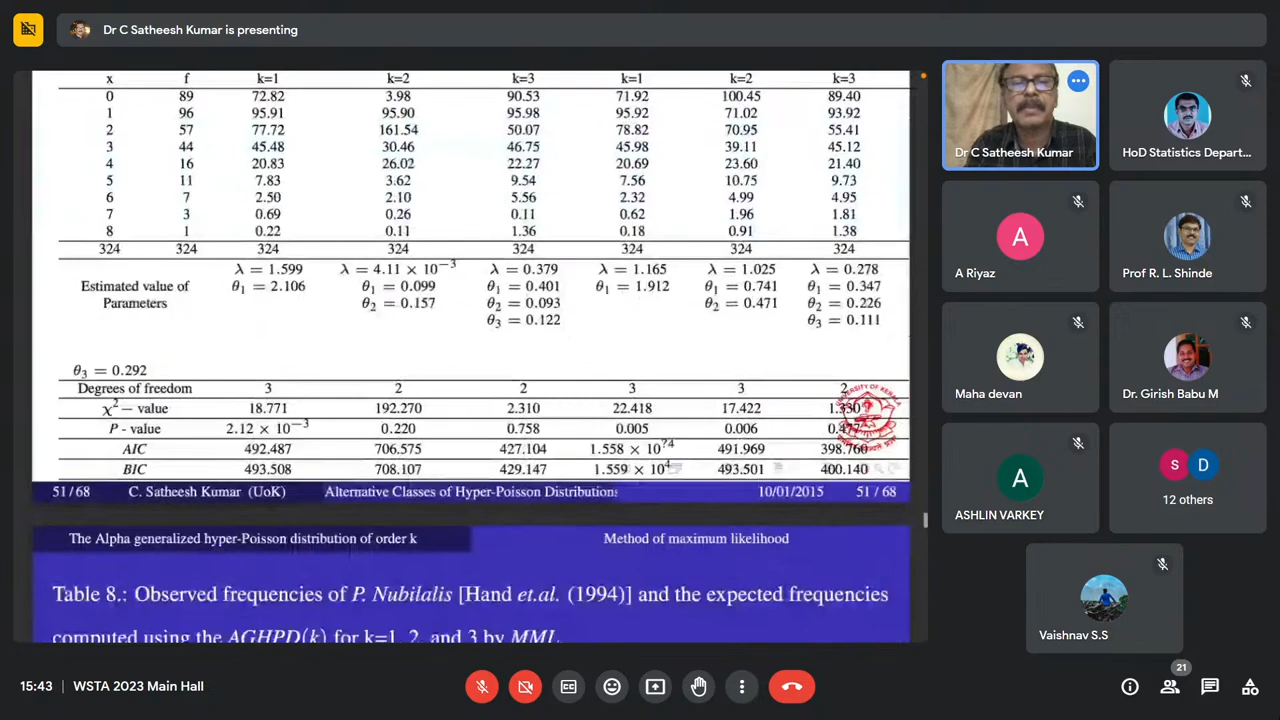 Dr C Satheesh Kumar is presenting
x f k=1 k=2 k=3 k=1 k=2 k=3
0 89 72.82 3.98 90.53 71.92 100.45 89.40
1 96 95.91 95.90 95.98 95.92 71.02 93.92
2 57 77.72 161.54 50.07 78.82 70.95 55.41
3 44 45.48 30.46 46.75 45.98 39.11 45.12
4 16 20.83 26.02 22.27 20.69 23.60 21.40
5 11 7.83 3.62 9.54 7.56 10.75 9.73
6 7 2.50 2.10 5.56 2.32 4.99 4.95
7 3 0.69 0.26 0.11 0.62 1.96 1.81
8 1 0.22 0.11 1.36 0.18 0.91 1.38
324 324 324 324 324 324 324 324
λ = 1.599 λ = 4.11 × 10⁻³ λ = 0.379 λ = 1.165 λ = 1.025 λ = 0.278
Estimated value of θ₁ = 2.106 θ₁ = 0.099 θ₁ = 0.401 θ₁ = 1.912 θ₁ = 0.741 θ₁ = 0.347
Parameters θ₂ = 0.157 θ₂ = 0.093 θ₂ = 0.471 θ₂ = 0.226
θ₃ = 0.122 θ₃ = 0.111
θ₃ = 0.292
Degrees of freedom 3 2 2 3 3 2
χ²− value 18.771 192.270 2.310 22.418 17.422 1.330
P - value 2.12 × 10⁻³ 0.220 0.758 0.005 0.006 0.477
AIC 492.487 706.575 427.104 1.558 × 10 491.969 398.760
BIC 493.508 708.107 429.147 1.559 × 10 493.501 400.140
51 / 68 C. Satheesh Kumar (UoK) Alternative Classes of Hyper-Poisson Distributions 10/01/2015 51 / 68
The Alpha generalized hyper-Poisson distribution of order k Method of maximum likelihood
Table 8.: Observed frequencies of P. Nubilalis [Hand et.al. (1994)] and the expected frequencies
computed using the AGHPD(k) for k=1, 2, and 3 by MML.
Dr C Satheesh Kumar
HoD Statistics Depart...
A
A Riyaz
Prof R. L. Shinde
Maha devan
Dr. Girish Babu M
A
ASHLIN VARKEY
S D
12 others
Vaishnav S.S
15:43 | WSTA 2023 Main Hall
21